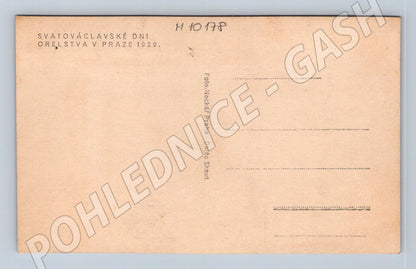 H 10178
SVATOVÁCLAVSKÉ DNI
ORELSTVA V PRAZE 1929.
POHLEDNICE - GASH